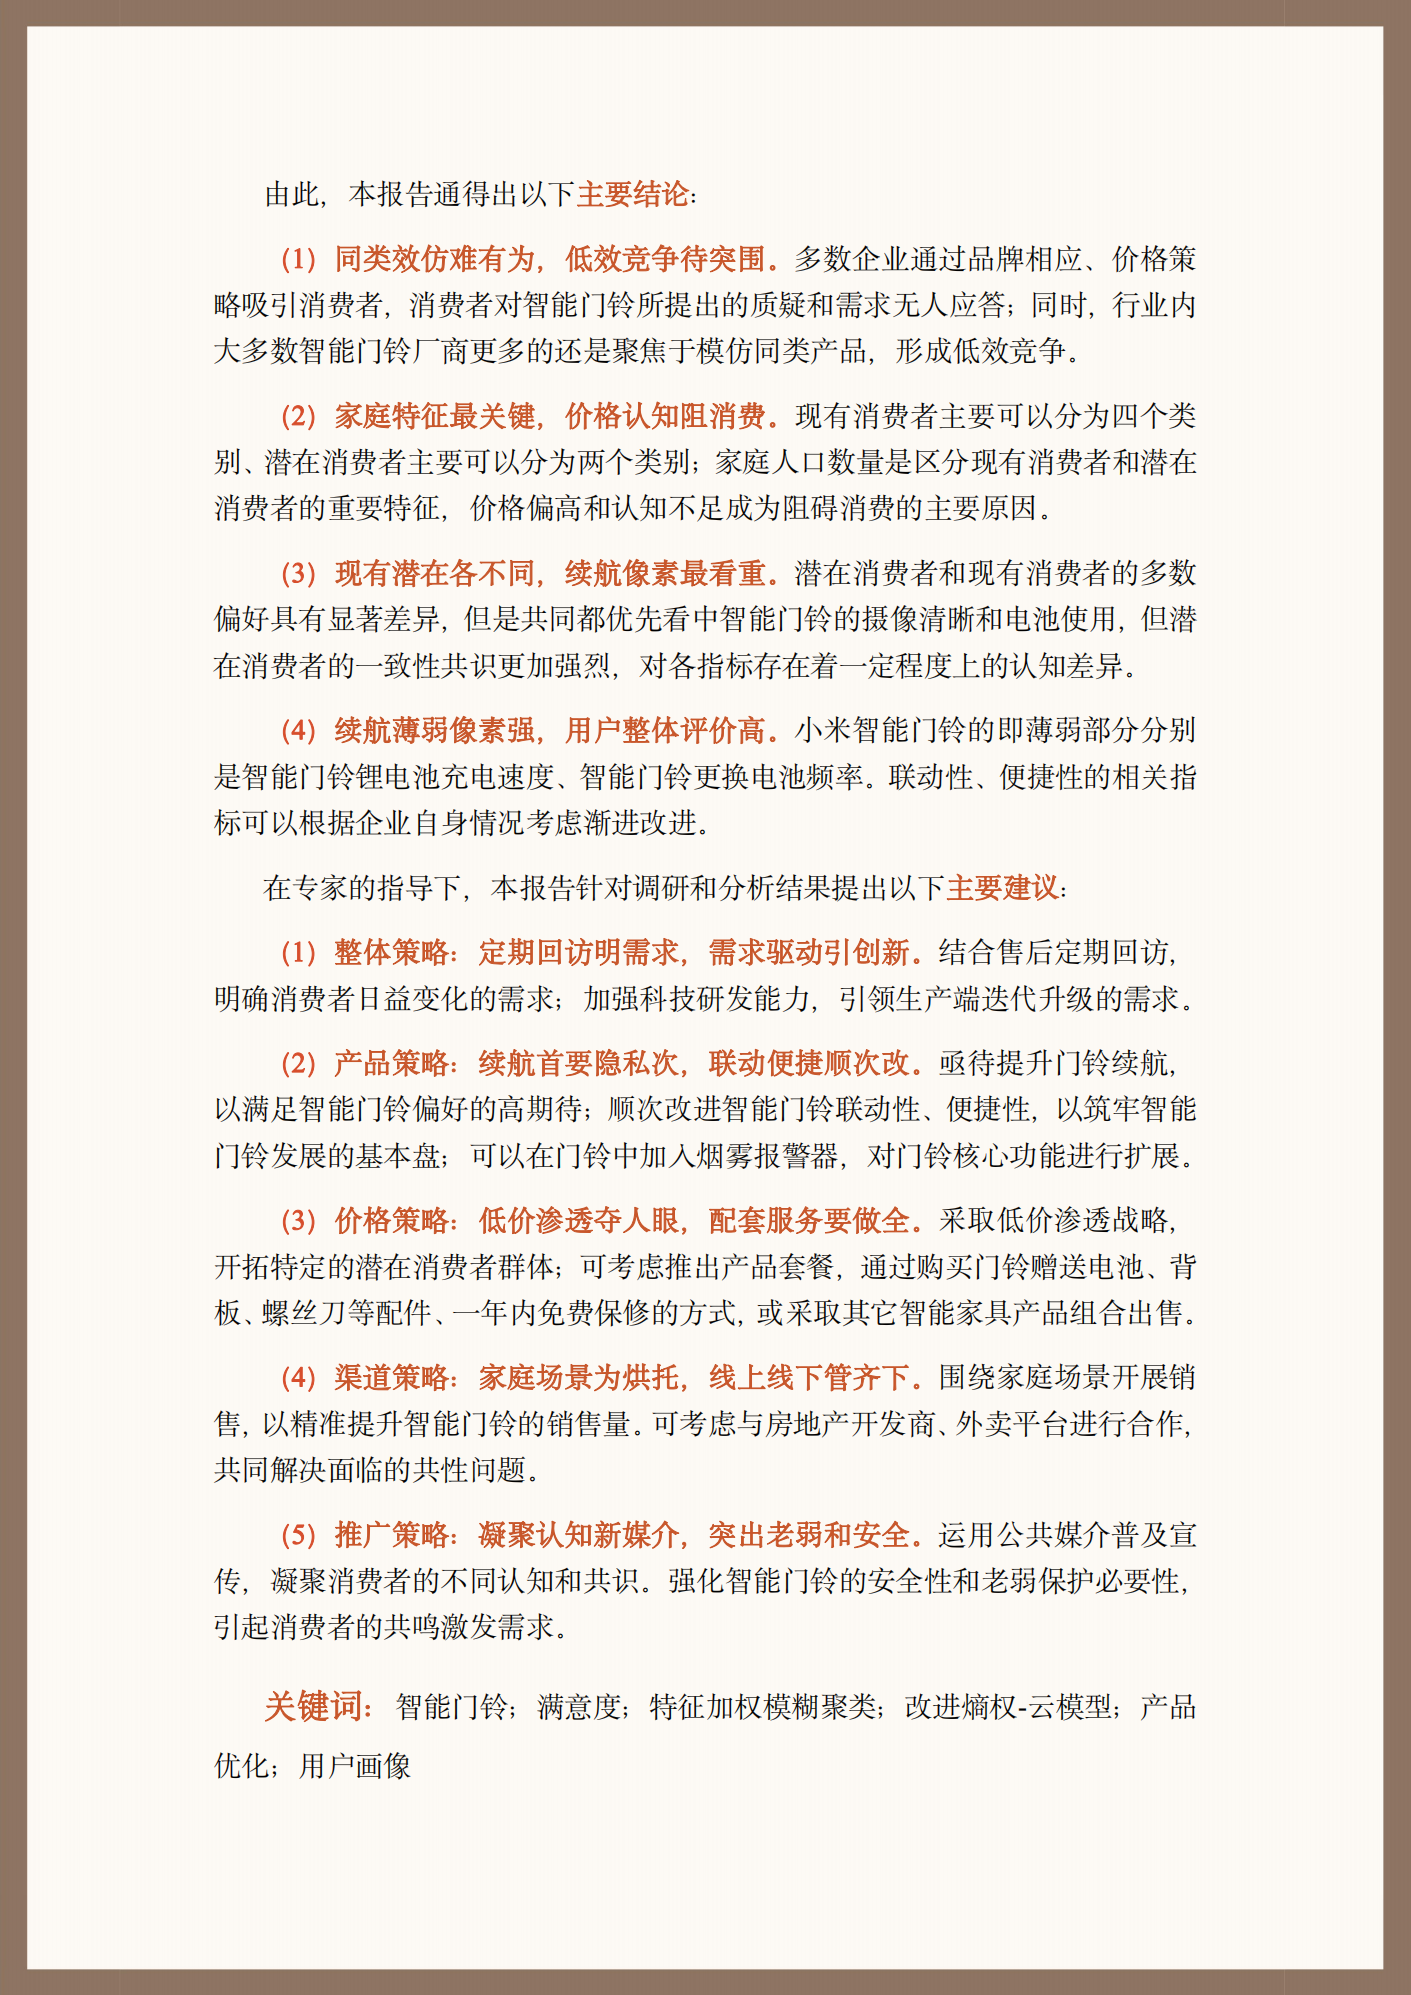 由此，本报告通得出以下主要结论：
（1）同类效仿难有为，低效竞争待突围。多数企业通过品牌相应、价格策
略吸引消费者，消费者对智能门铃所提出的质疑和需求无人应答；同时，行业内
大多数智能门铃厂商更多的还是聚焦于模仿同类产品，形成低效竞争。
（2）家庭特征最关键，价格认知阻消费。现有消费者主要可以分为四个类
别、潜在消费者主要可以分为两个类别；家庭人口数量是区分现有消费者和潜在
消费者的重要特征，价格偏高和认知不足成为阻碍消费的主要原因。
（3）现有潜在各不同，续航像素最看重。潜在消费者和现有消费者的多数
偏好具有显著差异，但是共同都优先看中智能门铃的摄像清晰和电池使用，但潜
在消费者的一致性共识更加强烈，对各指标存在着一定程度上的认知差异。
（4）续航薄弱像素强，用户整体评价高。小米智能门铃的即薄弱部分分别
是智能门铃锂电池充电速度、智能门铃更换电池频率。联动性、便捷性的相关指
标可以根据企业自身情况考虑渐进改进。
在专家的指导下，本报告针对调研和分析结果提出以下主要建议：
（1）整体策略：定期回访明需求，需求驱动引创新。结合售后定期回访，
明确消费者日益变化的需求；加强科技研发能力，引领生产端迭代升级的需求。
（2）产品策略：续航首要隐私次，联动便捷顺次改。亟待提升门铃续航，
以满足智能门铃偏好的高期待；顺次改进智能门铃联动性、便捷性，以筑牢智能
门铃发展的基本盘；可以在门铃中加入烟雾报警器，对门铃核心功能进行扩展。
（3）价格策略：低价渗透夺人眼，配套服务要做全。采取低价渗透战略，
开拓特定的潜在消费者群体；可考虑推出产品套餐，通过购买门铃赠送电池、背
板、螺丝刀等配件、一年内免费保修的方式，或采取其它智能家具产品组合出售。
（4）渠道策略：家庭场景为烘托，线上线下管齐下。围绕家庭场景开展销
售，以精准提升智能门铃的销售量。可考虑与房地产开发商、外卖平台进行合作，
共同解决面临的共性问题。
（5）推广策略：凝聚认知新媒介，突出老弱和安全。运用公共媒介普及宣
传，凝聚消费者的不同认知和共识。强化智能门铃的安全性和老弱保护必要性，
引起消费者的共鸣激发需求。
关键词：智能门铃；满意度；特征加权模糊聚类；改进熵权-云模型；产品
优化；用户画像